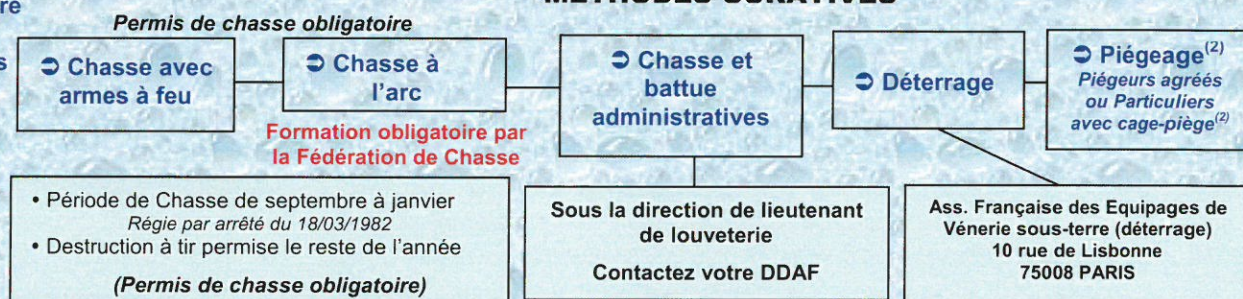 re
s
MÉTHODES CURATIVES
Permis de chasse obligatoire
➲ Chasse avec
armes à feu
➲ Chasse à
l'arc
Formation obligatoire par
la Fédération de Chasse
➲ Chasse et
battue
administratives
➲ Déterrage
➲ Piégeage(2)
Piégeurs agréés
ou Particuliers
avec cage-piège(2)
• Période de Chasse de septembre à janvier
Régie par arrêté du 18/03/1982
• Destruction à tir permise le reste de l'année
(Permis de chasse obligatoire)
Sous la direction de lieutenant
de louveterie
Contactez votre DDAF
Ass. Française des Equipages de
Vénerie sous-terre (déterrage)
10 rue de Lisbonne
75008 PARIS